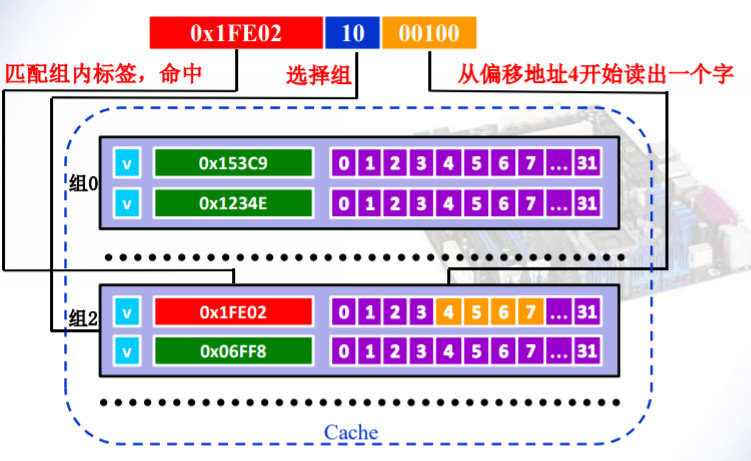 0x1FE02 10 00100
匹配组内标签，命中 选择组 从偏移地址4开始读出一个字
组0
v 0x153C9 0 1 2 3 4 5 6 7 ... 31
v 0x1234E 0 1 2 3 4 5 6 7 ... 31
组2
v 0x1FE02 0 1 2 3 4 5 6 7 ... 31
v 0x06FF8 0 1 2 3 4 5 6 7 ... 31
Cache